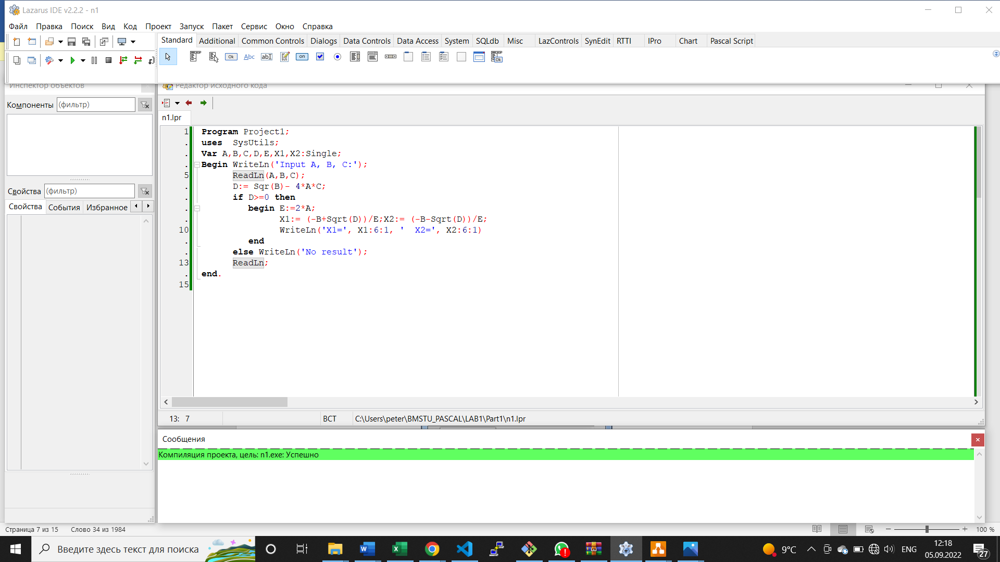 Lazarus IDE v2.2.2 - n1
Файл Правка Поиск Вид Код Проект Запуск Пакет Сервис Окно Справка
Standard Additional Common Controls Dialogs Data Controls Data Access System SQLdb Misc LazControls SynEdit RTTI IPro Chart Pascal Script
Ok Abc abI on Ok
Инспектор объектов
Редактор исходного кода
Компоненты (фильтр)
Свойства (фильтр)
Свойства События Избранное
n1.lpr
1 Program Project1;
. uses  SysUtils;
. Var A,B,C,D,E,X1,X2:Single;
. Begin WriteLn('Input A, B, C:');
5 ReadLn(A,B,C);
. D:= Sqr(B)- 4*A*C;
. if D>=0 then
. begin E:=2*A;
. X1:= (-B+Sqrt(D))/E;X2:= (-B-Sqrt(D))/E;
10 WriteLn('X1=', X1:6:1, '  X2=', X2:6:1)
. end
. else WriteLn('No result');
13 ReadLn;
. end.
15
13: 7 ВСТ C:\Users\peter\BMSTU_PASCAL\LAB1\Part1\n1.lpr
Сообщения
Компиляция проекта, цель: n1.exe: Успешно
Страница 7 из 15 Слово 34 из 1984 100 %
Введите здесь текст для поиска
9°C ENG 12:18
05.09.2022
27